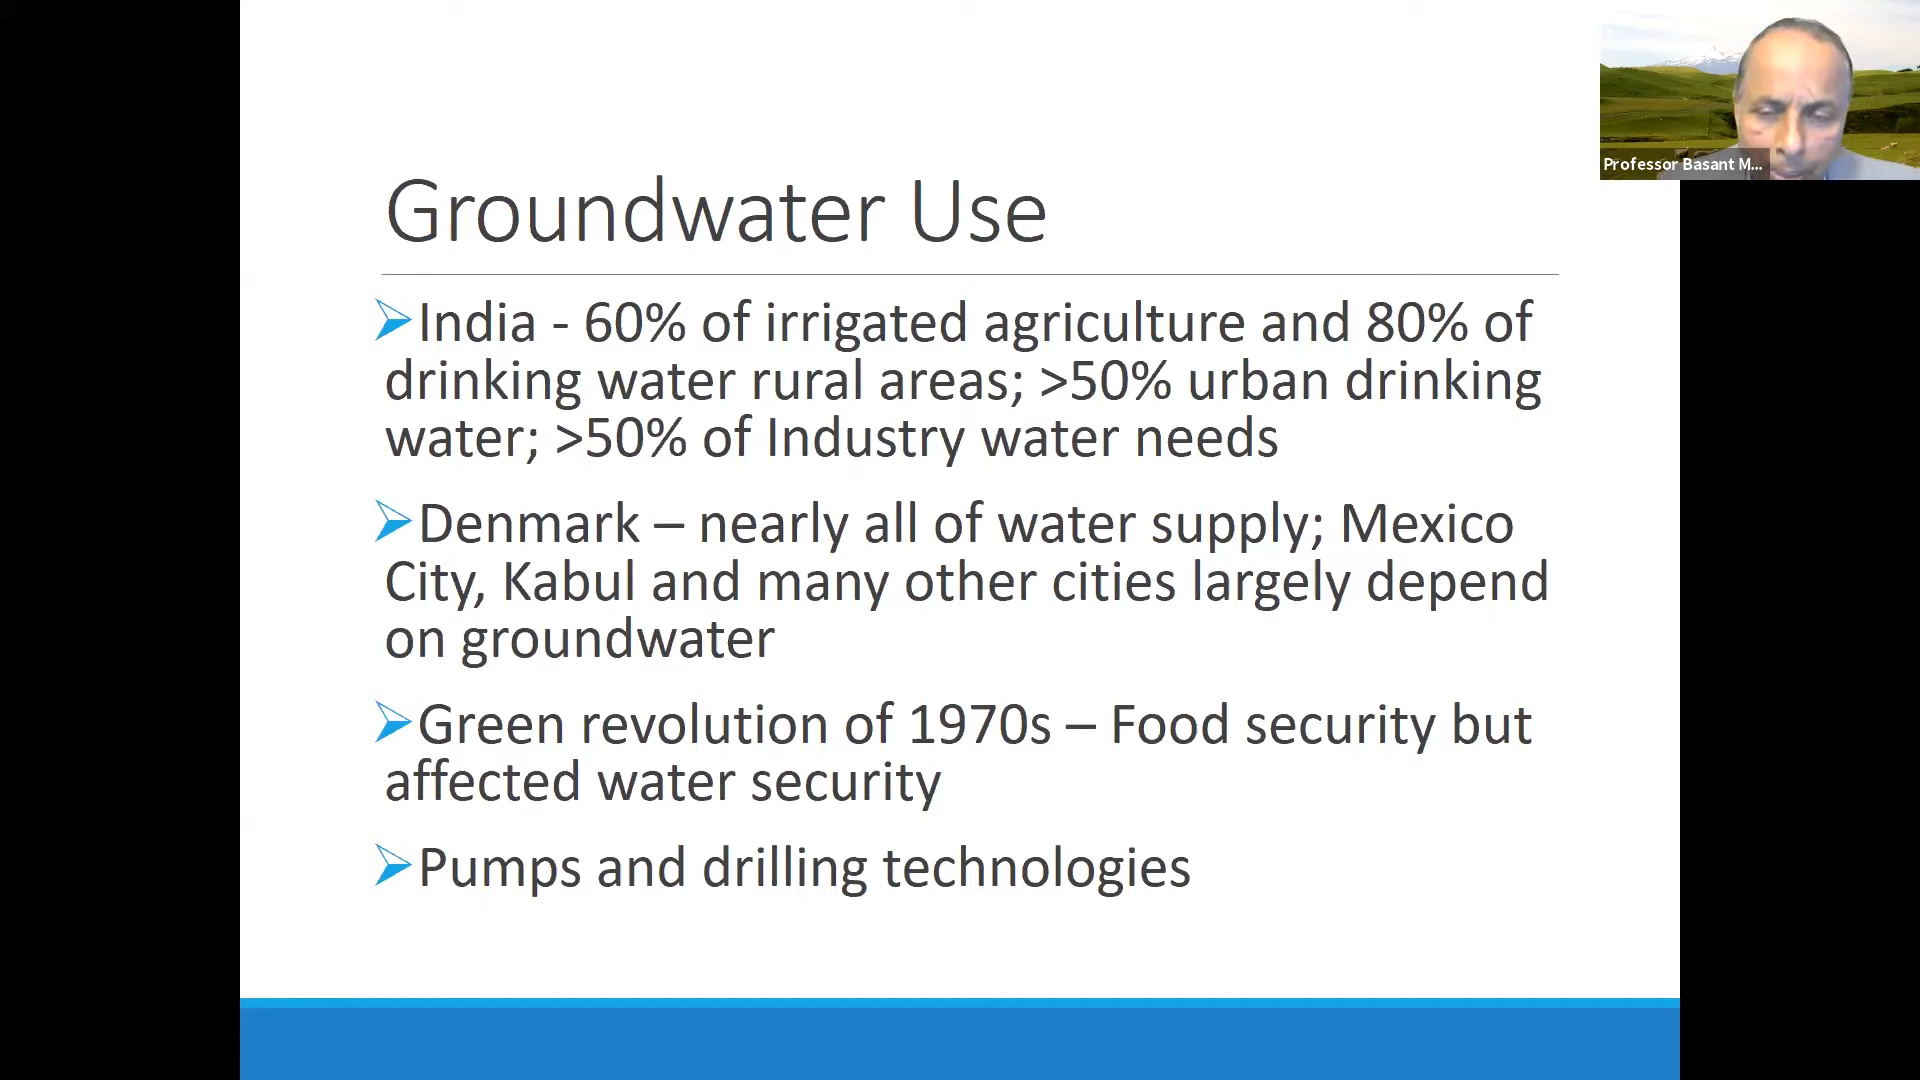 Professor Basant M...
Groundwater Use
India - 60% of irrigated agriculture and 80% of
drinking water rural areas; >50% urban drinking
water; >50% of Industry water needs
Denmark – nearly all of water supply; Mexico
City, Kabul and many other cities largely depend
on groundwater
Green revolution of 1970s – Food security but
affected water security
Pumps and drilling technologies